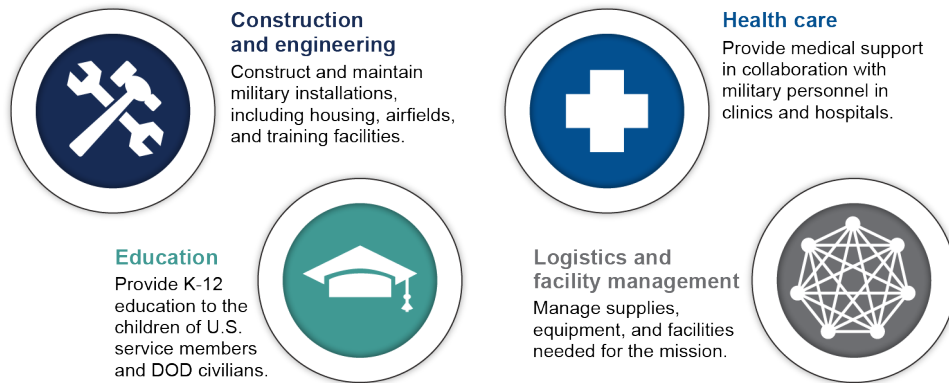 Construction
and engineering
Construct and maintain
military installations,
including housing, airfields,
and training facilities.
Health care
Provide medical support
in collaboration with
military personnel in
clinics and hospitals.
Education
Provide K-12
education to the
children of U.S.
service members
and DOD civilians.
Logistics and
facility management
Manage supplies,
equipment, and facilities
needed for the mission.